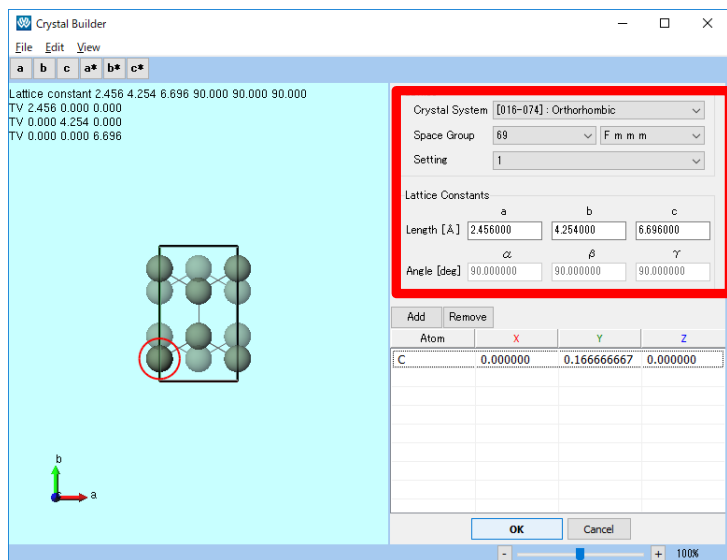 Crystal Builder
File Edit View
a b c a* b* c*
Lattice constant 2.456 4.254 6.696 90.000 90.000 90.000
TV 2.456 0.000 0.000
TV 0.000 4.254 0.000
TV 0.000 0.000 6.696
b
c a
Crystal System [016-074] : Orthorhombic
Space Group 69 F m m m
Setting 1
Lattice Constants
a b c
Length [Å] 2.456000 4.254000 6.696000
α β γ
Angle [deg] 90.000000 90.000000 90.000000
Add Remove
Atom X Y Z
C 0.000000 0.166666667 0.000000
OK Cancel
- + 100%